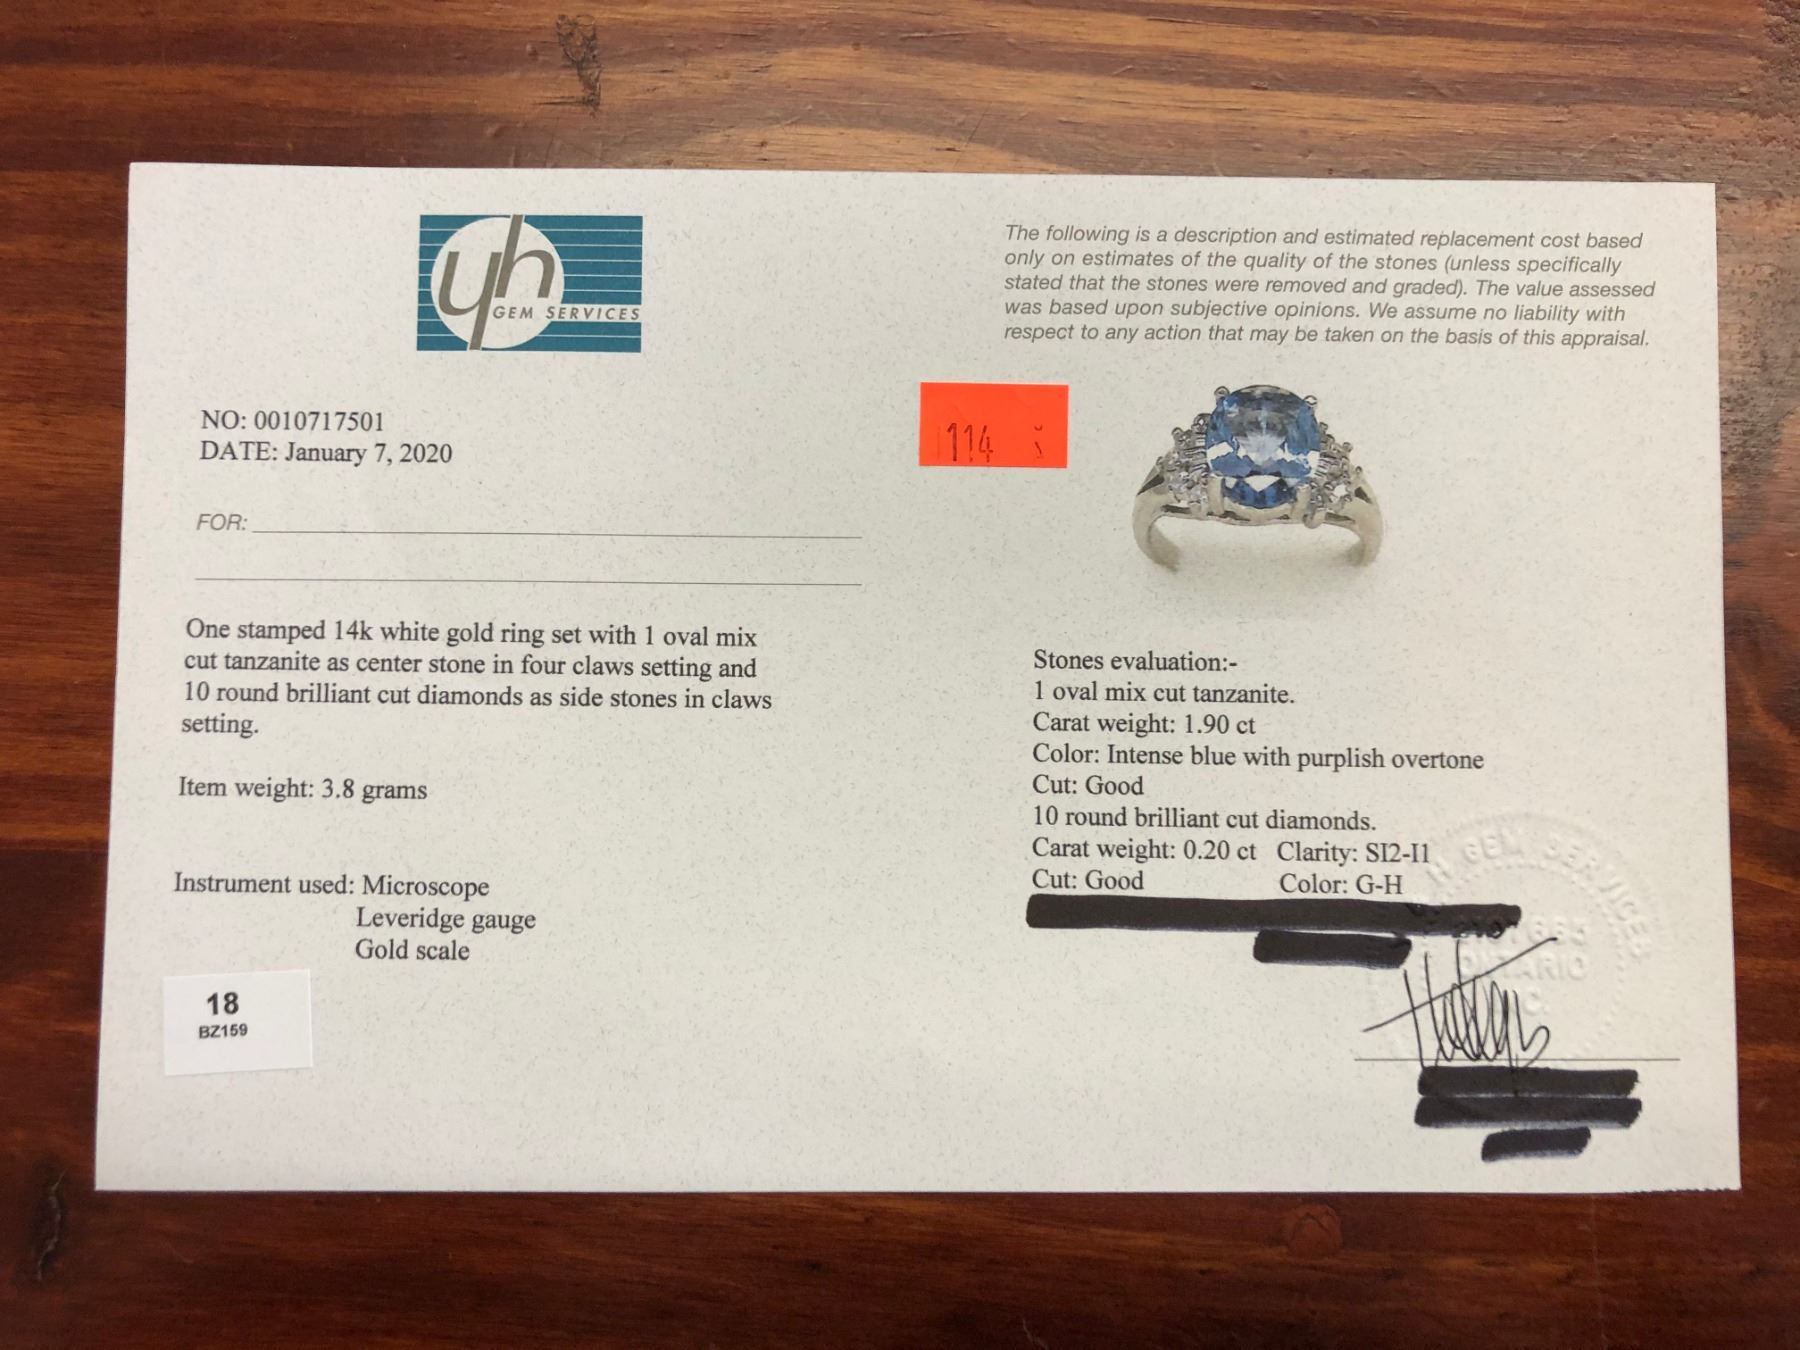 yh
GEM SERVICES
NO: 0010717501
DATE: January 7, 2020
FOR:
One stamped 14k white gold ring set with 1 oval mix
cut tanzanite as center stone in four claws setting and
10 round brilliant cut diamonds as side stones in claws
setting.
Item weight: 3.8 grams
Instrument used: Microscope
Leveridge gauge
Gold scale
18
BZ159
The following is a description and estimated replacement cost based
only on estimates of the quality of the stones (unless specifically
stated that the stones were removed and graded). The value assessed
was based upon subjective opinions. We assume no liability with
respect to any action that may be taken on the basis of this appraisal.
114
Stones evaluation:-
1 oval mix cut tanzanite.
Carat weight: 1.90 ct
Color: Intense blue with purplish overtone
Cut: Good
10 round brilliant cut diamonds.
Carat weight: 0.20 ct Clarity: SI2-I1
Cut: Good Color: G-H
GEM SERVICES
ONTARIO